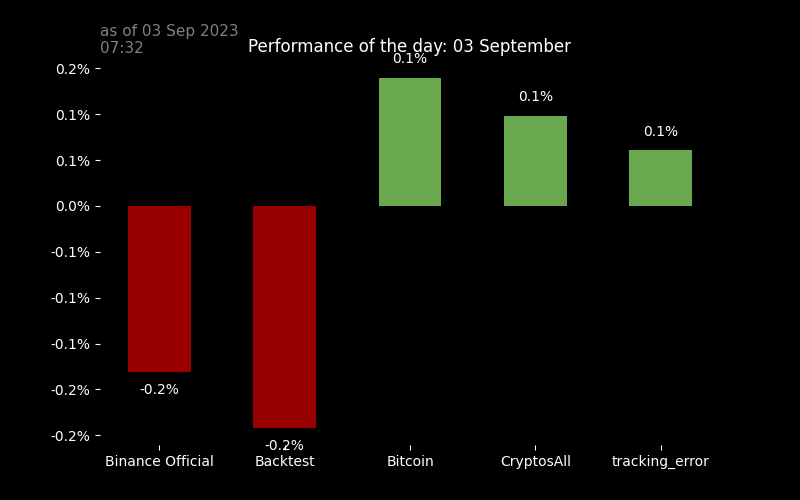 as of 03 Sep 2023
07:32
Performance of the day: 03 September
0.2%
0.1%
0.1%
0.0%
-0.1%
-0.1%
-0.1%
-0.2%
-0.2%
0.1%
0.1%
0.1%
-0.2%
-0.2%
Binance Official
Backtest
Bitcoin
CryptosAll
tracking_error